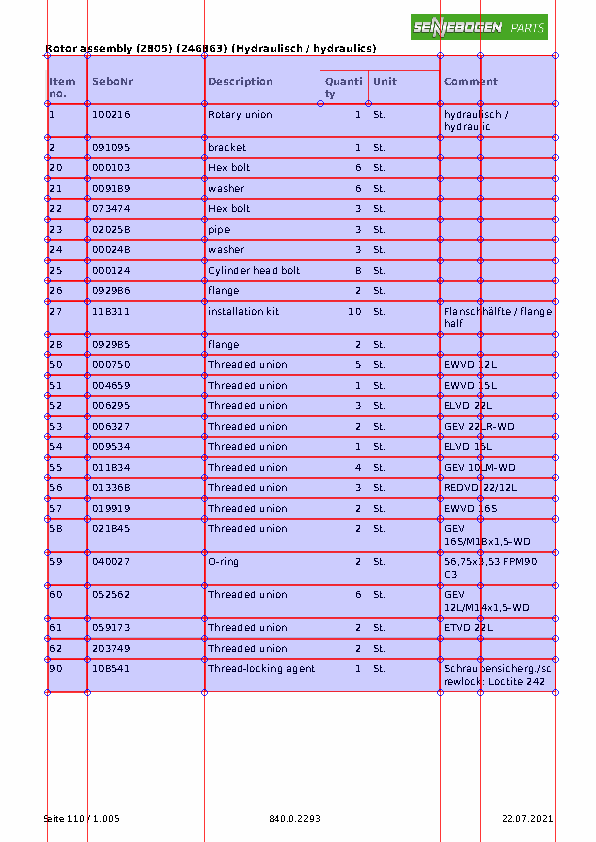 SENNEBOGEN PARTS
Rotor assembly (2805) (246863) (Hydraulisch / hydraulics)
Item no. SeboNr Description Quantity Unit Comment
1 100216 Rotary union 1 St. hydraulisch / hydraulic
2 091095 bracket 1 St.
20 000103 Hex bolt 6 St.
21 009189 washer 6 St.
22 073474 Hex bolt 3 St.
23 020258 pipe 3 St.
24 000248 washer 3 St.
25 000124 Cylinder head bolt 8 St.
26 092986 flange 2 St.
27 118311 installation kit 10 St. Flanschhälfte / flange half
28 092985 flange 2 St.
50 000750 Threaded union 5 St. EWVD 12L
51 004659 Threaded union 1 St. EWVD 15L
52 006295 Threaded union 3 St. ELVD 22L
53 006327 Threaded union 2 St. GEV 22LR-WD
54 009534 Threaded union 1 St. ELVD 15L
55 011834 Threaded union 4 St. GEV 10LM-WD
56 013368 Threaded union 3 St. REDVD 22/12L
57 019919 Threaded union 2 St. EWVD 16S
58 021845 Threaded union 2 St. GEV 16S/M18x1,5-WD
59 040027 O-ring 2 St. 56,75x3,53 FPM90 C3
60 052562 Threaded union 6 St. GEV 12L/M14x1,5-WD
61 059173 Threaded union 2 St. ETVD 22L
62 203749 Threaded union 2 St.
90 108541 Thread-locking agent 1 St. Schraubensicherg./screwlock: Loctite 242
Seite 110 / 1.005 840.0.2293 22.07.2021